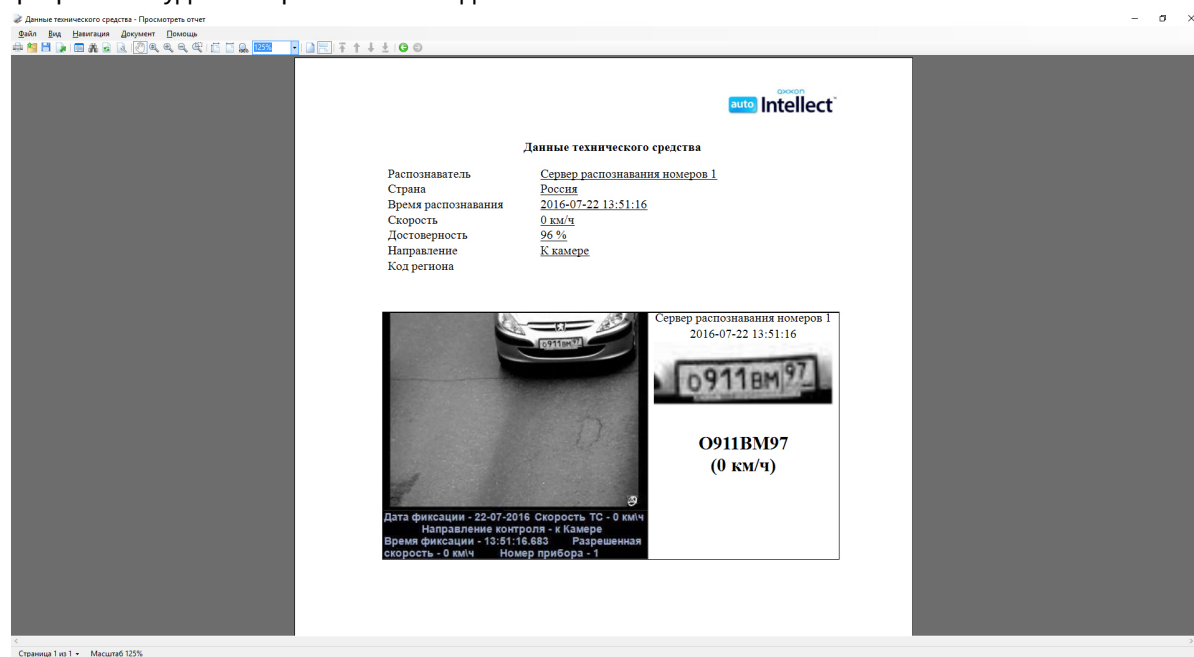 Данные технического средства - Просмотреть отчет
Файл Вид Навигация Документ Помощь
125%
axxon
auto Intellect™
Данные технического средства
Распознаватель Сервер распознавания номеров 1
Страна Россия
Время распознавания 2016-07-22 13:51:16
Скорость 0 км/ч
Достоверность 96 %
Направление К камере
Код региона
О911ВМ97
Дата фиксации - 22-07-2016 Скорость ТС - 0 км\ч
Направление контроля - к Камере
Время фиксации - 13:51:16.683 Разрешенная
скорость - 0 км\ч Номер прибора - 1
Сервер распознавания номеров 1
2016-07-22 13:51:16
О911ВМ 97
О911ВМ97
(0 км/ч)
Страница 1 из 1 Масштаб 125%